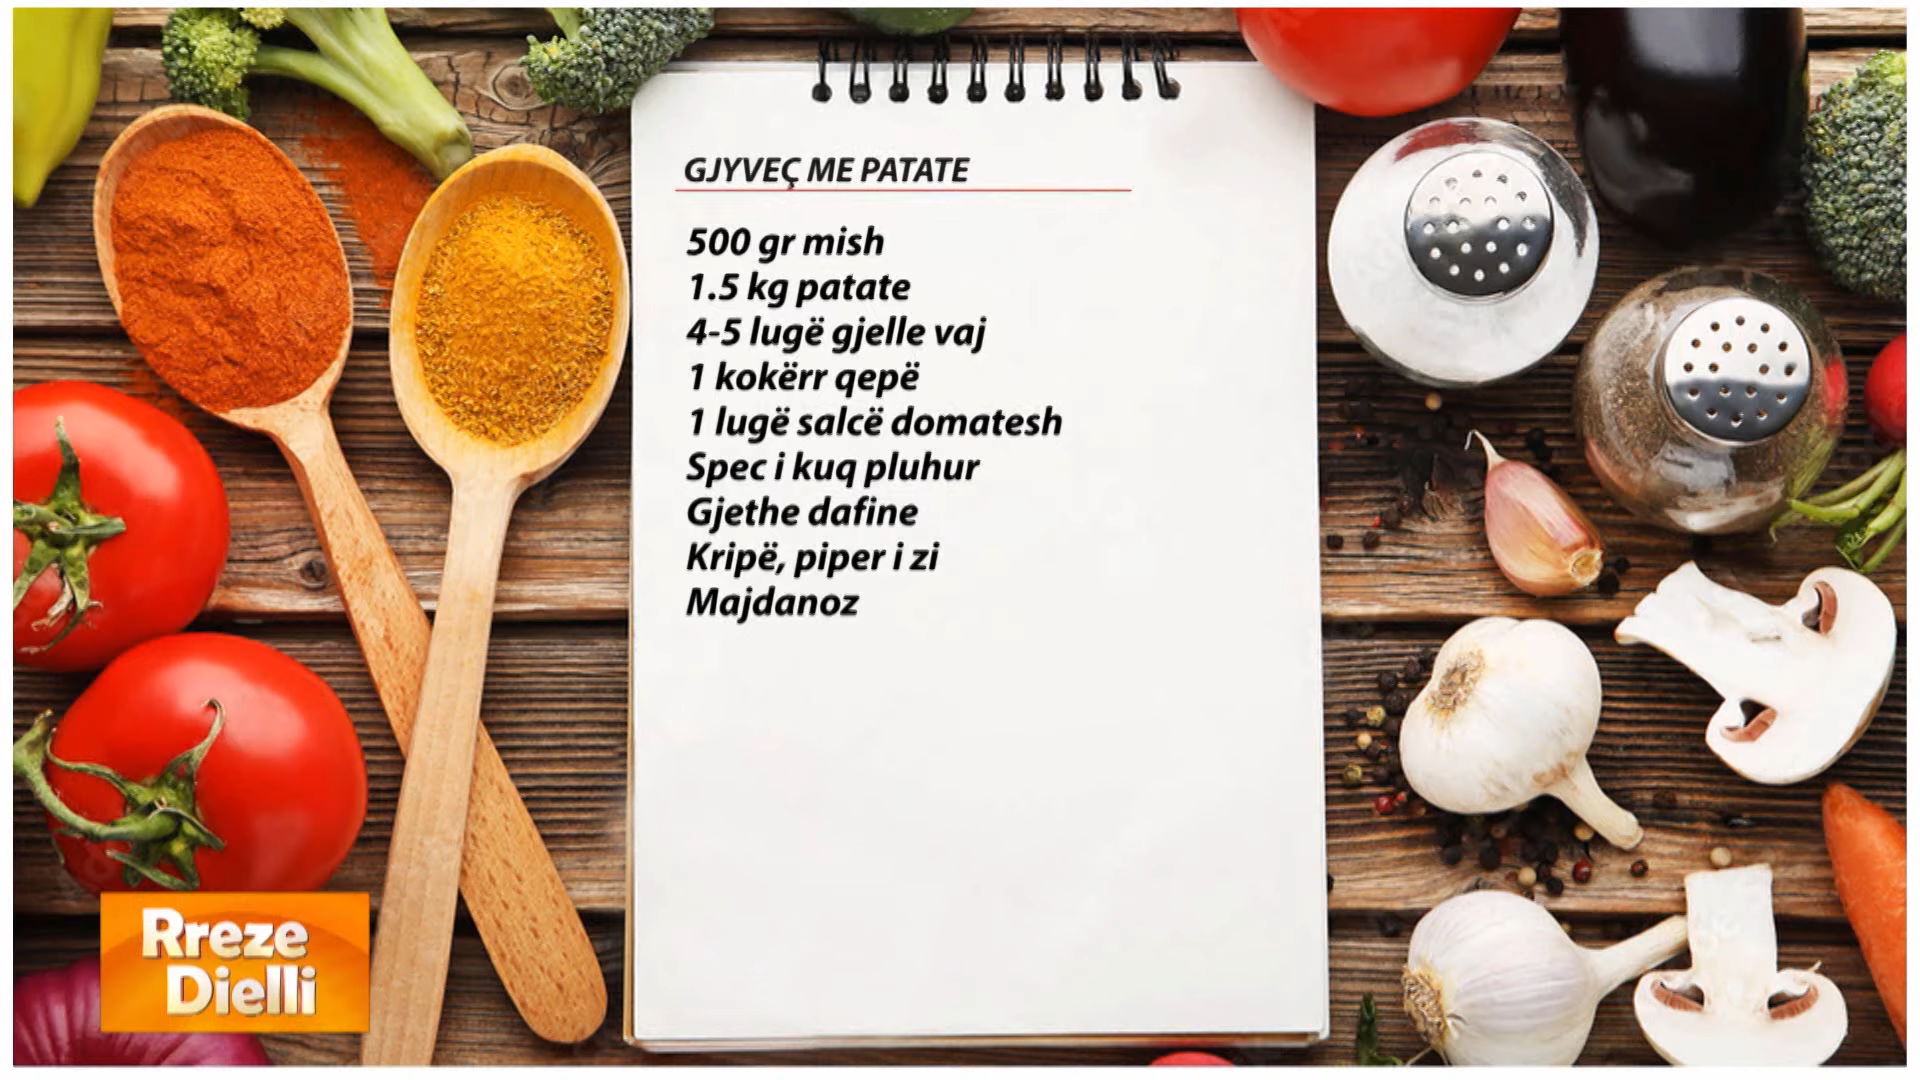 GJYVEÇ ME PATATE
500 gr mish
1.5 kg patate
4-5 lugë gjelle vaj
1 kokërr qepë
1 lugë salcë domatesh
Spec i kuq pluhur
Gjethe dafine
Kripë, piper i zi
Majdanoz
Rreze
Dielli